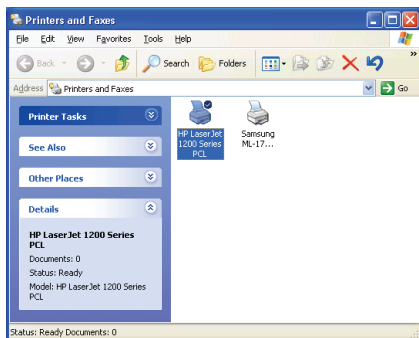 Printers and Faxes
File Edit View Favorites Tools Help
Back Search Folders
Address Printers and Faxes Go
Printer Tasks
See Also
Other Places
Details
HP LaserJet 1200 Series
PCL
Documents: 0
Status: Ready
Model: HP LaserJet 1200 Series
PCL
HP LaserJet
1200 Series
PCL
Samsung
ML-17...
Status: Ready Documents: 0